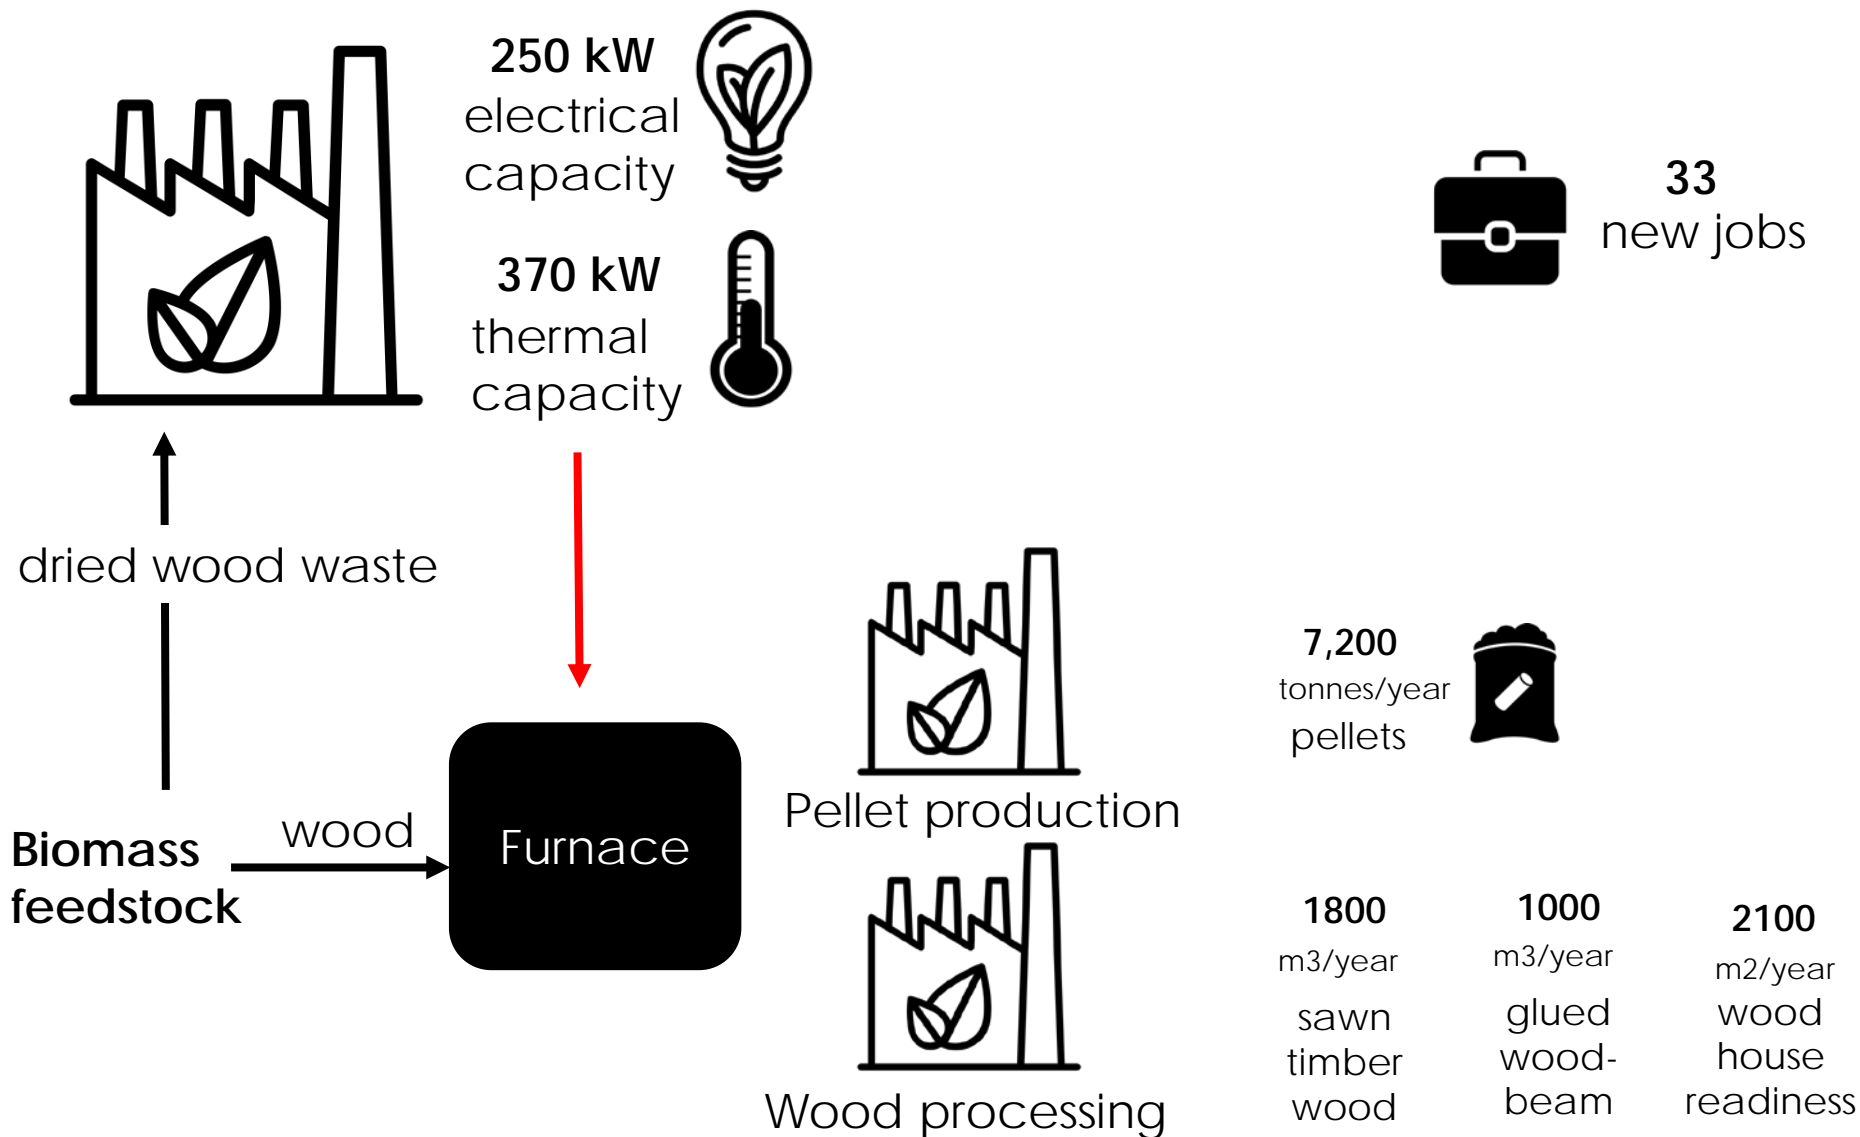 250 kW
electrical
capacity
370 kW
thermal
capacity
33
new jobs
dried wood waste
Biomass
feedstock
wood
Furnace
Pellet production
7,200
tonnes/year
pellets
Wood processing
1800
m3/year
sawn
timber
wood
1000
m3/year
glued
wood-
beam
2100
m2/year
wood
house
readiness